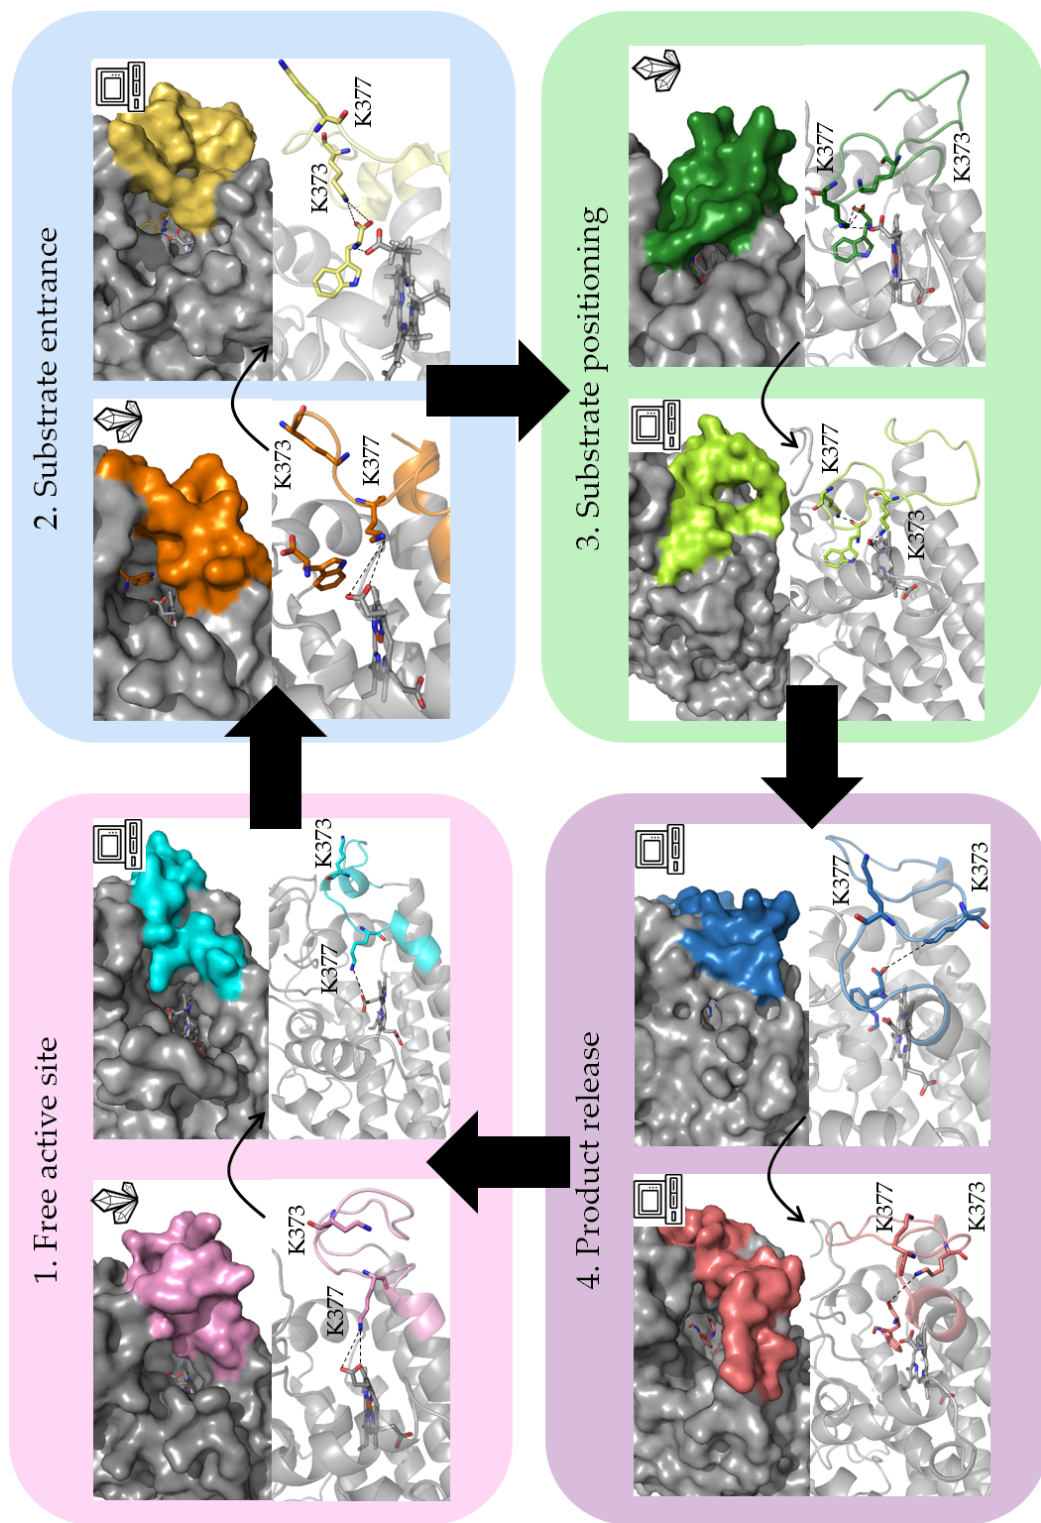 1. Free active site
K377
K373
K377
K373
2. Substrate entrance
K373
K377
K373
K377
3. Substrate positioning
K377
K373
K377
K373
4. Product release
K377
K373
K377
K373